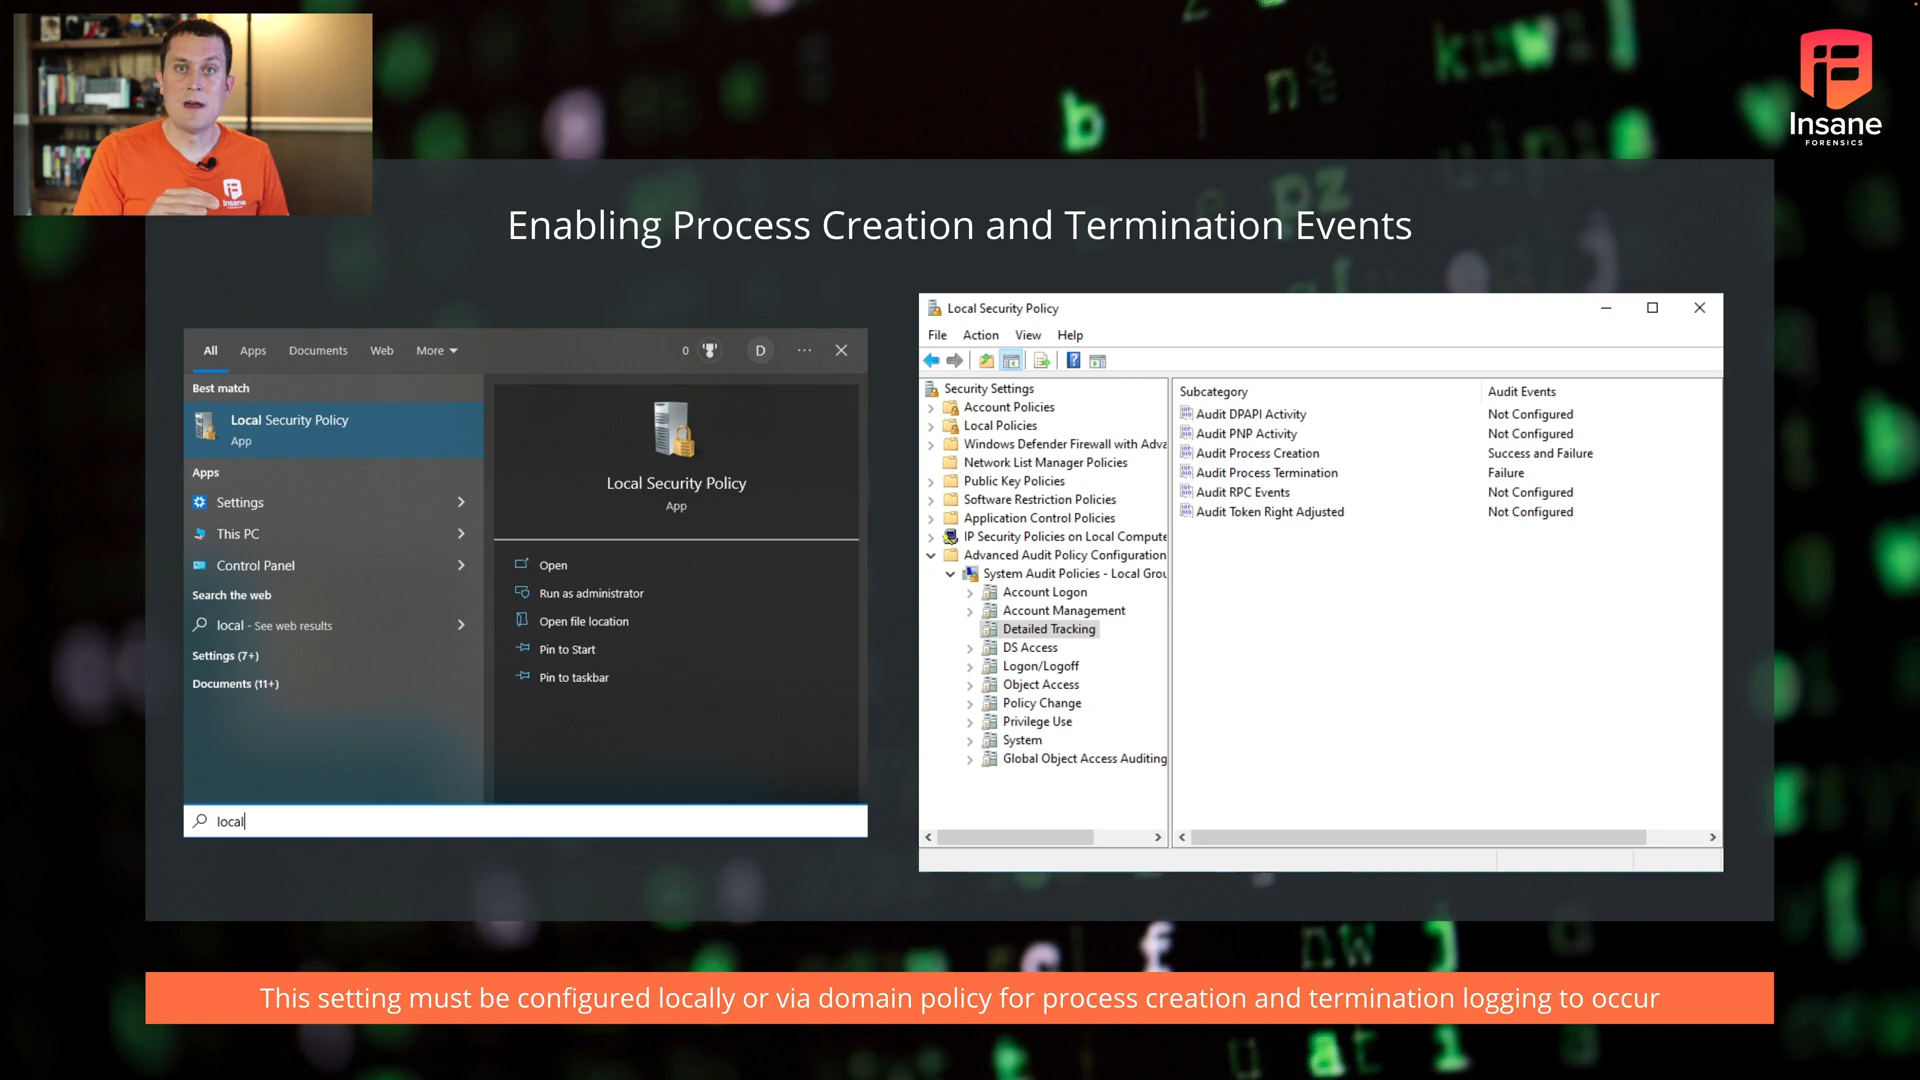 Insane
FORENSICS
Insane
Enabling Process Creation and Termination Events
All Apps Documents Web More 0 D ...
Best match
Local Security Policy
App
Apps
Settings
This PC
Control Panel
Search the web
local - See web results
Settings (7+)
Documents (11+)
local
Local Security Policy
App
Open
Run as administrator
Open file location
Pin to Start
Pin to taskbar
Local Security Policy
File Action View Help
Security Settings
Account Policies
Local Policies
Windows Defender Firewall with Adva
Network List Manager Policies
Public Key Policies
Software Restriction Policies
Application Control Policies
IP Security Policies on Local Compute
Advanced Audit Policy Configuration
System Audit Policies - Local Grou
Account Logon
Account Management
Detailed Tracking
DS Access
Logon/Logoff
Object Access
Policy Change
Privilege Use
System
Global Object Access Auditing
Subcategory Audit Events
Audit DPAPI Activity Not Configured
Audit PNP Activity Not Configured
Audit Process Creation Success and Failure
Audit Process Termination Failure
Audit RPC Events Not Configured
Audit Token Right Adjusted Not Configured
This setting must be configured locally or via domain policy for process creation and termination logging to occur